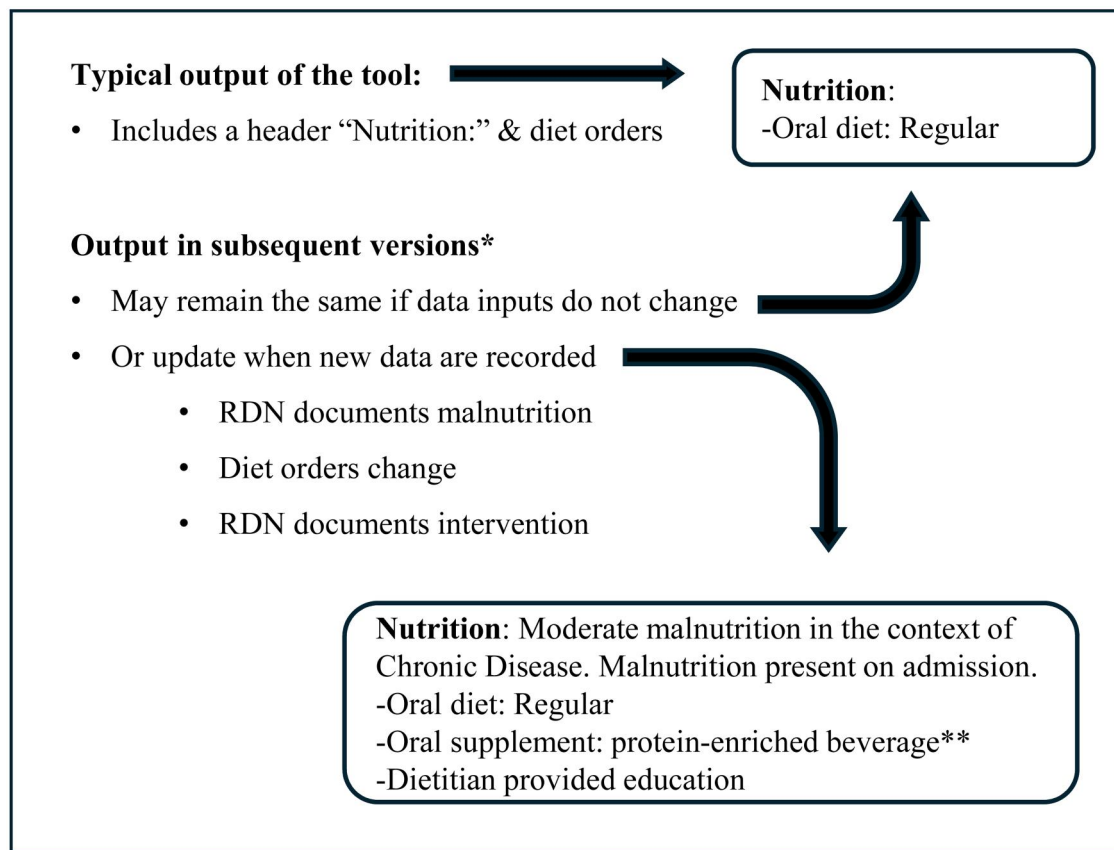 Typical output of the tool:
• Includes a header “Nutrition:” & diet orders
Nutrition:
-Oral diet: Regular
Output in subsequent versions*
• May remain the same if data inputs do not change
• Or update when new data are recorded
• RDN documents malnutrition
• Diet orders change
• RDN documents intervention
Nutrition: Moderate malnutrition in the context of
Chronic Disease. Malnutrition present on admission.
-Oral diet: Regular
-Oral supplement: protein-enriched beverage**
-Dietitian provided education